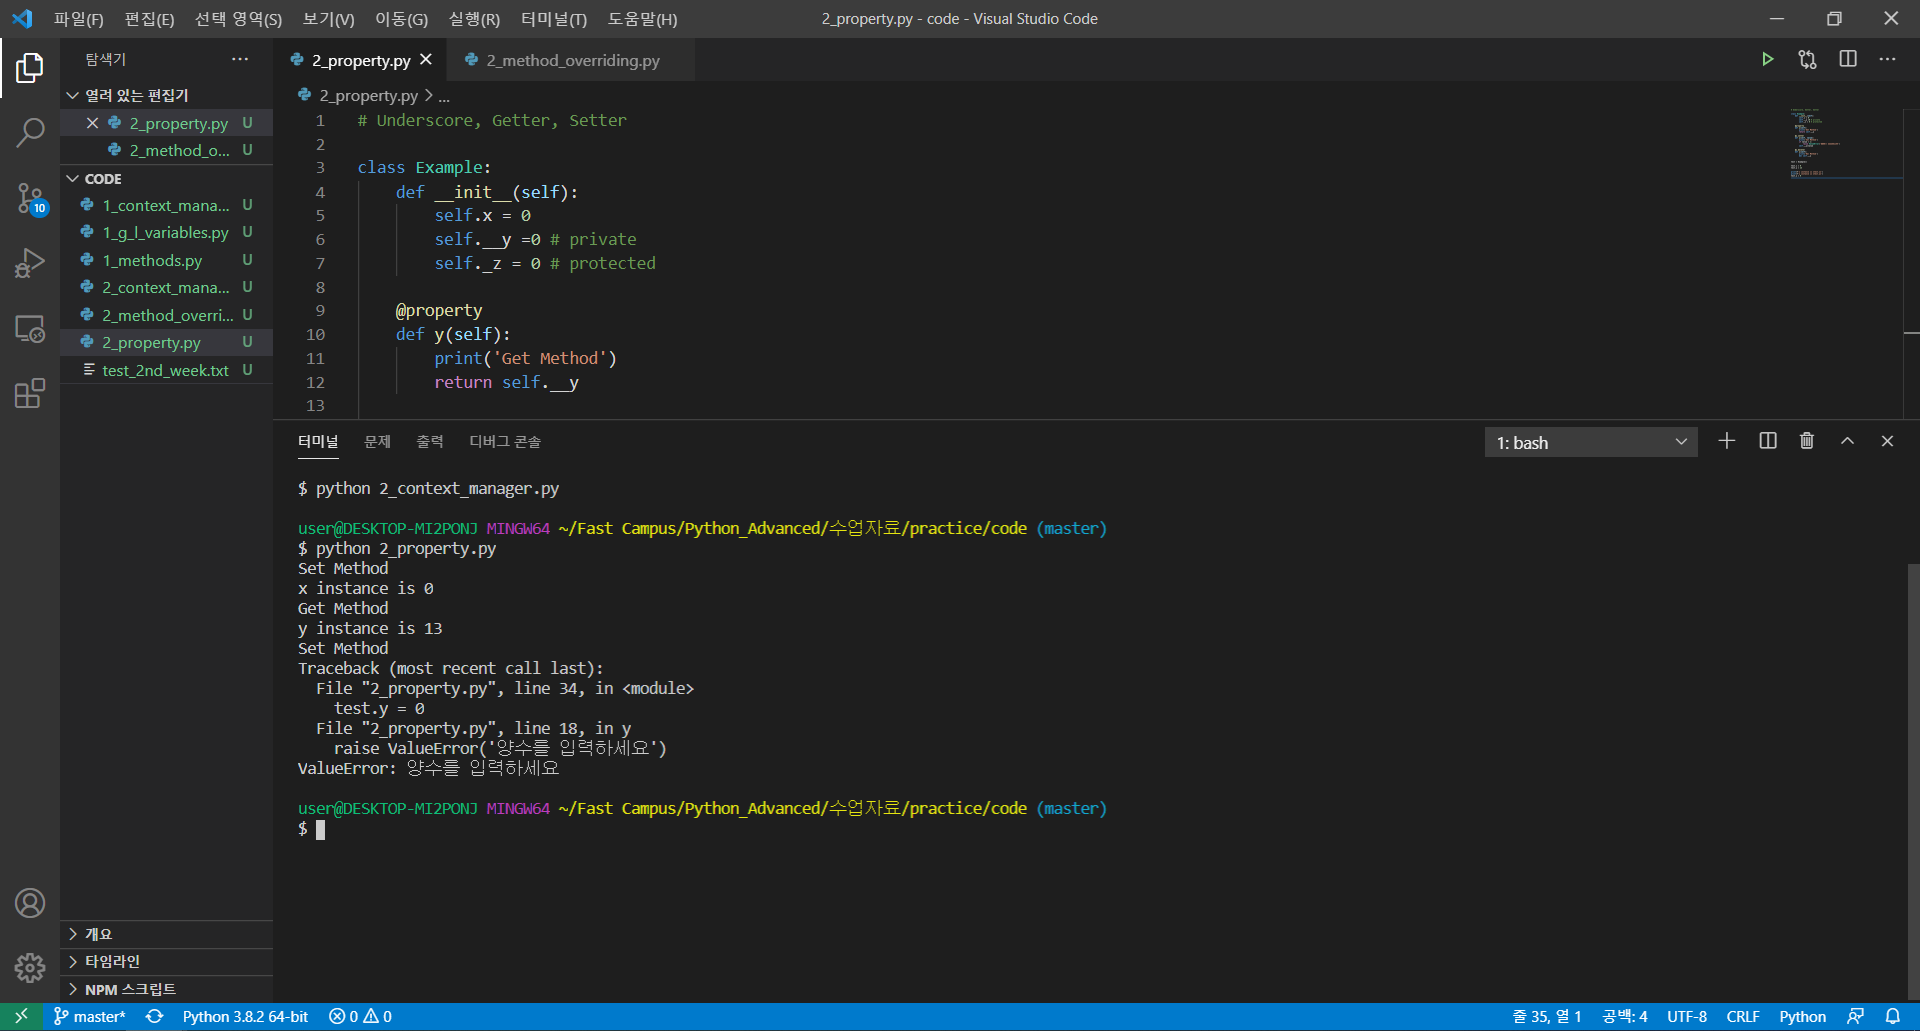 파일(F) 편집(E) 선택 영역(S) 보기(V) 이동(G) 실행(R) 터미널(T) 도움말(H) 2_property.py - code - Visual Studio Code
탐색기 ···
열려 있는 편집기
2_property.py U
2_method_o... U
CODE
1_context_mana... U
1_g_l_variables.py U
1_methods.py U
2_context_mana... U
2_method_overri... U
2_property.py U
test_2nd_week.txt U
10
개요
타임라인
NPM 스크립트
2_property.py 2_method_overriding.py
2_property.py > ...
1 # Underscore, Getter, Setter
2
3 class Example:
4 def __init__(self):
5 self.x = 0
6 self.__y =0 # private
7 self._z = 0 # protected
8
9 @property
10 def y(self):
11 print('Get Method')
12 return self.__y
13
터미널 문제 출력 디버그 콘솔 1: bash
$ python 2_context_manager.py
user@DESKTOP-MI2PONJ MINGW64 ~/Fast Campus/Python_Advanced/수업자료/practice/code (master)
$ python 2_property.py
Set Method
x instance is 0
Get Method
y instance is 13
Set Method
Traceback (most recent call last):
File "2_property.py", line 34, in <module>
test.y = 0
File "2_property.py", line 18, in y
raise ValueError('양수를 입력하세요')
ValueError: 양수를 입력하세요
user@DESKTOP-MI2PONJ MINGW64 ~/Fast Campus/Python_Advanced/수업자료/practice/code (master)
$
master* Python 3.8.2 64-bit 0 0 줄 35, 열 1 공백: 4 UTF-8 CRLF Python